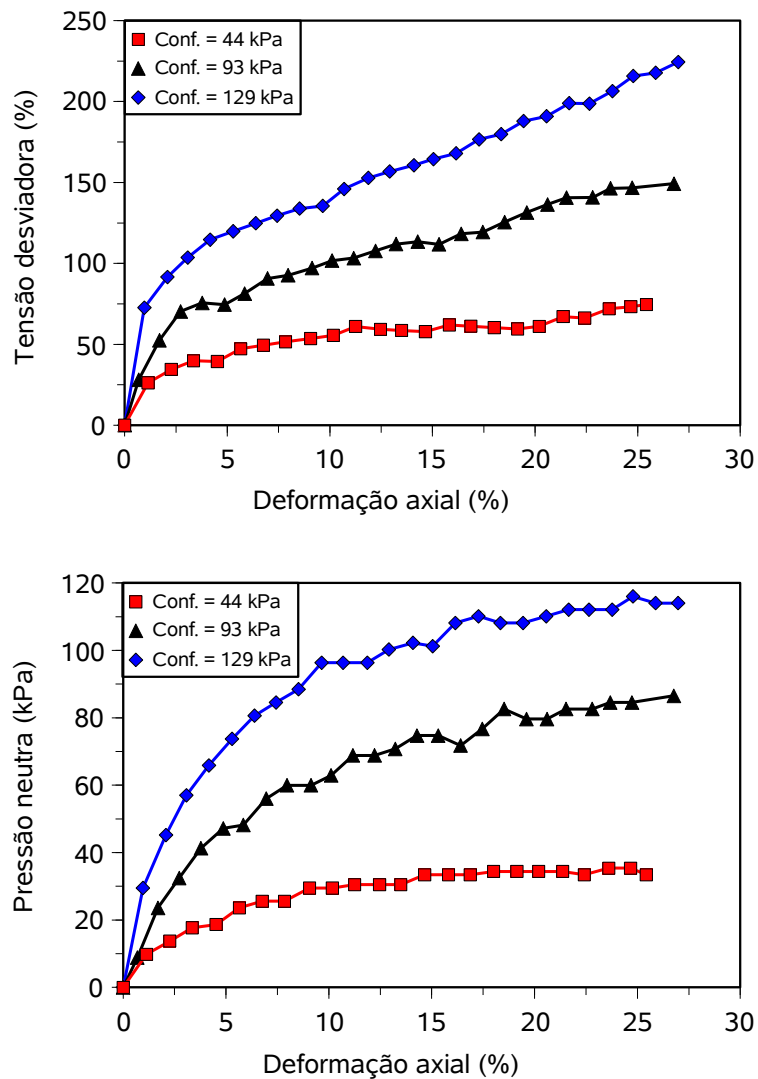 250
200
150
100
50
0
Tensão desviadora (%)
Conf. = 44 kPa
Conf. = 93 kPa
Conf. = 129 kPa
0 5 10 15 20 25 30
Deformação axial (%)
120
100
80
60
40
20
0
Pressão neutra (kPa)
Conf. = 44 kPa
Conf. = 93 kPa
Conf. = 129 kPa
0 5 10 15 20 25 30
Deformação axial (%)